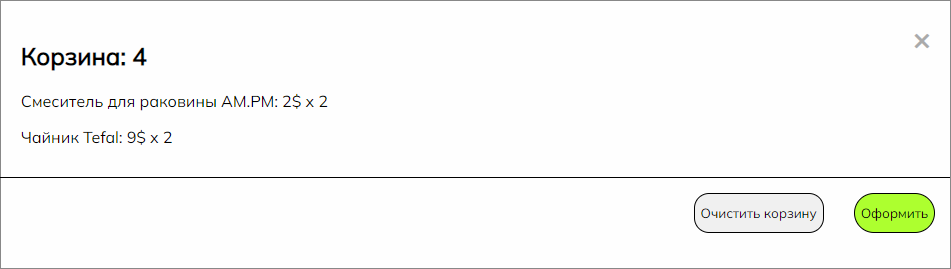 Корзина: 4
×
Смеситель для раковины AM.PM: 2$ x 2
Чайник Tefal: 9$ x 2
Очистить корзину
Оформить